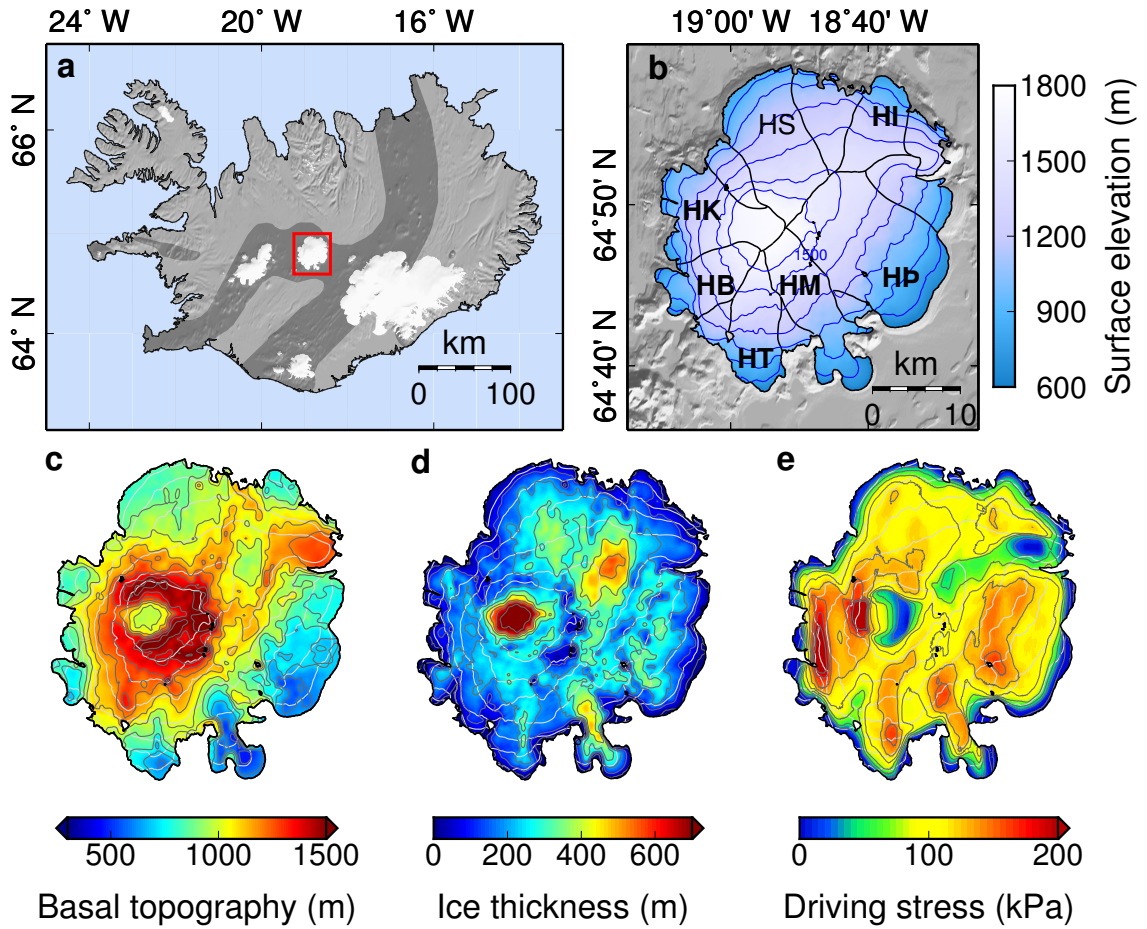 24° W 20° W 16° W
19°00' W 18°40' W
a
66° N
64° N
km
0 100
b
HS
HI
HK
1500
HB
HM
HÞ
HT
km
0 10
64°50' N
64°40' N
1800
1500
1200
900
600
Surface elevation (m)
c
d
e
500 1000 1500
Basal topography (m)
0 200 400 600
Ice thickness (m)
0 100 200
Driving stress (kPa)